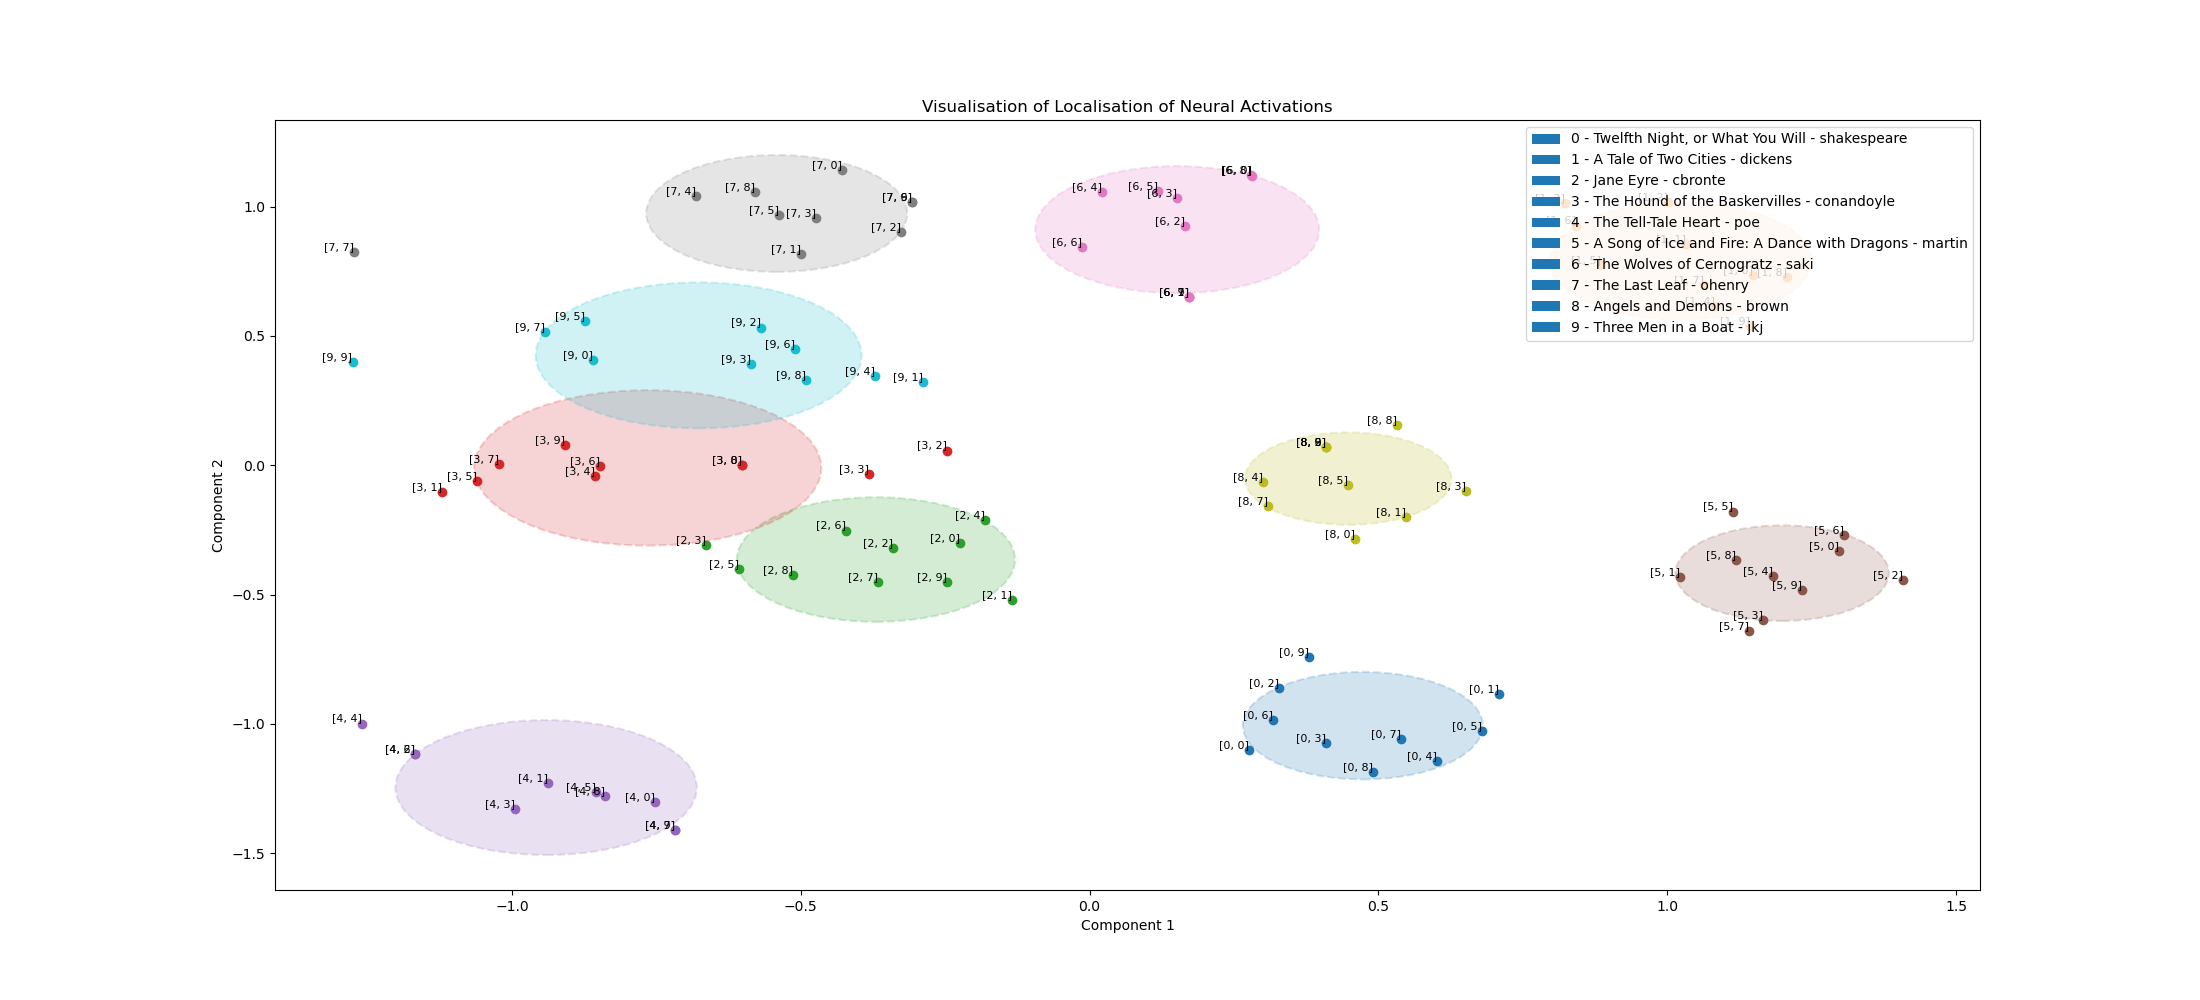 Visualisation of Localisation of Neural Activations
0 - Twelfth Night, or What You Will - shakespeare
1 - A Tale of Two Cities - dickens
2 - Jane Eyre - cbronte
3 - The Hound of the Baskervilles - conandoyle
4 - The Tell-Tale Heart - poe
5 - A Song of Ice and Fire: A Dance with Dragons - martin
6 - The Wolves of Cernogratz - saki
7 - The Last Leaf - ohenry
8 - Angels and Demons - brown
9 - Three Men in a Boat - jkj
[7, 0]
[7, 4] [7, 8]
[7, 5] [7, 3]
[7, 2]
[7, 1]
[7, 7]
[6, 4] [6, 5]
[6, 3]
[6, 2]
[6, 6]
[9, 7] [9, 5] [9, 2]
[9, 6]
[9, 0] [9, 3]
[9, 9] [9, 8] [9, 4] [9, 1]
[1, 5] [1, 7] [1, 8]
[1, 4]
[1, 9]
[3, 9] [3, 2]
[3, 7] [3, 6]
[3, 4] [3, 3]
[3, 1] [3, 5]
[8, 8]
[8, 4] [8, 5] [8, 3]
[8, 7] [8, 1]
[8, 0]
[2, 6] [2, 4]
[2, 3] [2, 2] [2, 0]
[2, 5] [2, 8] [2, 7] [2, 9]
[2, 1]
[5, 5]
[5, 6]
[5, 8] [5, 0]
[5, 1] [5, 4] [5, 2]
[5, 9]
[5, 3]
[5, 7]
[0, 9]
[0, 2] [0, 1]
[0, 6] [0, 5]
[0, 0] [0, 3] [0, 7]
[0, 8] [0, 4]
[4, 4]
[4, 1] [4, 5]
[4, 3] [4, 0]
1.0
0.5
0.0
−0.5
−1.0
−1.5
Component 2
−1.0 −0.5 0.0 0.5 1.0 1.5
Component 1